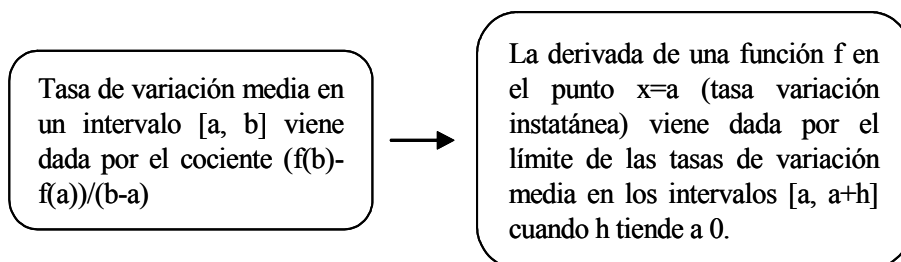 Tasa de variación media en
un intervalo [a, b] viene
dada por el cociente (f(b)-
f(a))/(b-a)
La derivada de una función f en
el punto x=a (tasa variación
instatánea) viene dada por el
límite de las tasas de variación
media en los intervalos [a, a+h]
cuando h tiende a 0.